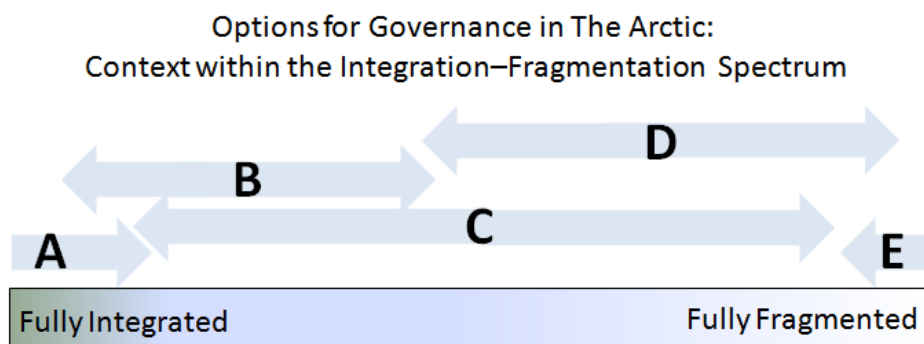 Options for Governance in The Arctic:
Context within the Integration–Fragmentation Spectrum
D
B
C
A
E
Fully Integrated
Fully Fragmented